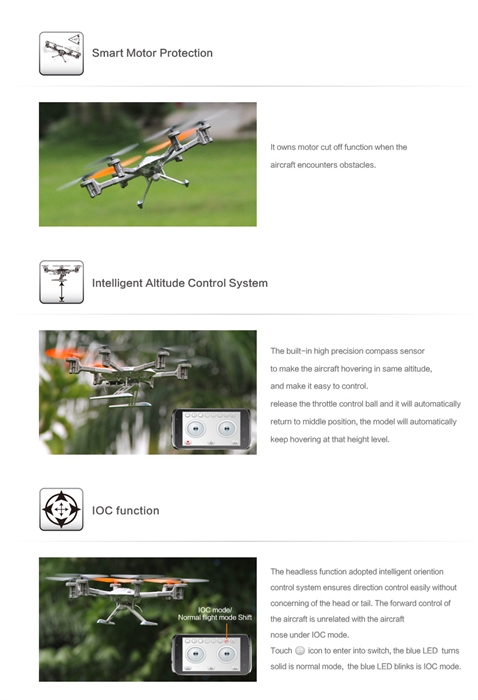 Smart Motor Protection
It owns motor cut off function when the
aircraft encounters obstacles.
Intelligent Altitude Control System
The built-in high precision compass sensor
to make the aircraft hovering in same altitude,
and make it easy to control.
release the throttle control ball and it will automatically
return to middle position, the model will automatically
keep hovering at that height level.
IOC function
IOC mode/
Normal flight mode Shift
The headless function adopted intelligent oriention
control system ensures direction control easily without
concerning of the head or tail. The forward control of
the aircraft is unrelated with the aircraft
nose under IOC mode.
Touch icon to enter into switch, the blue LED turns
solid is normal mode, the blue LED blinks is IOC mode.